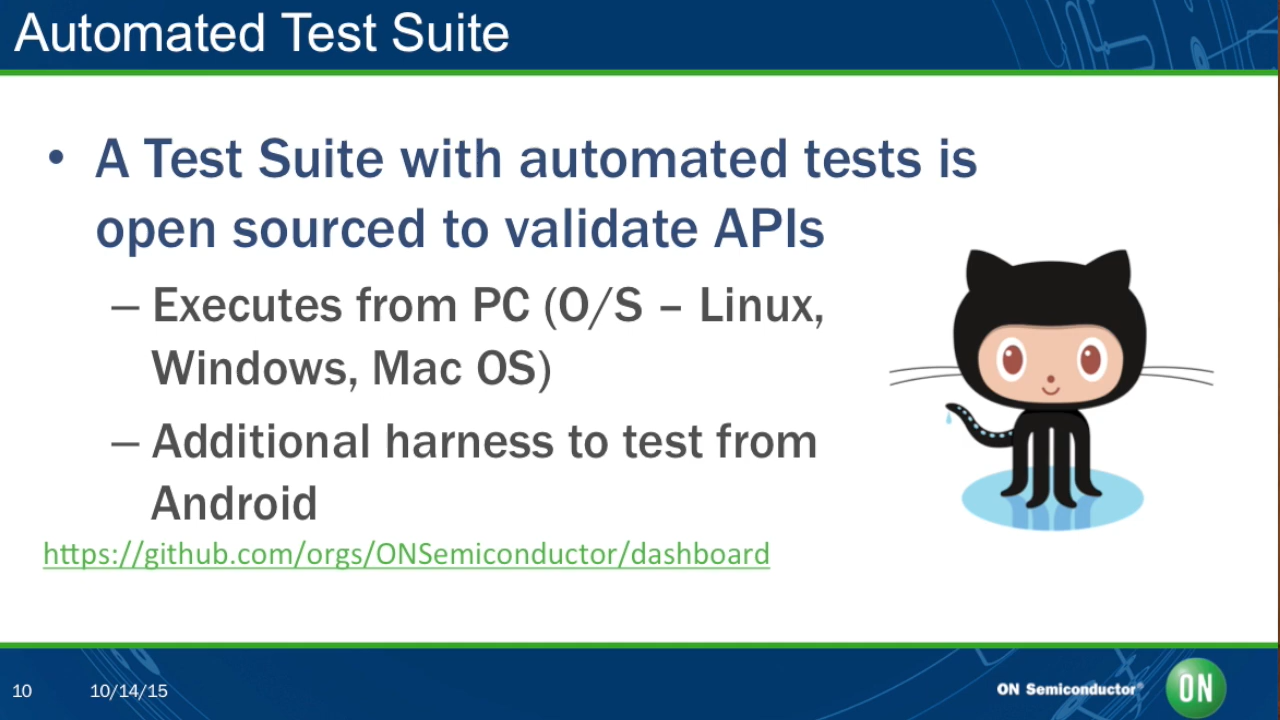 Automated Test Suite
• A Test Suite with automated tests is
open sourced to validate APIs
– Executes from PC (O/S – Linux,
Windows, Mac OS)
– Additional harness to test from
Android
https://github.com/orgs/ONSemiconductor/dashboard
10 10/14/15
ON Semiconductor®
ON